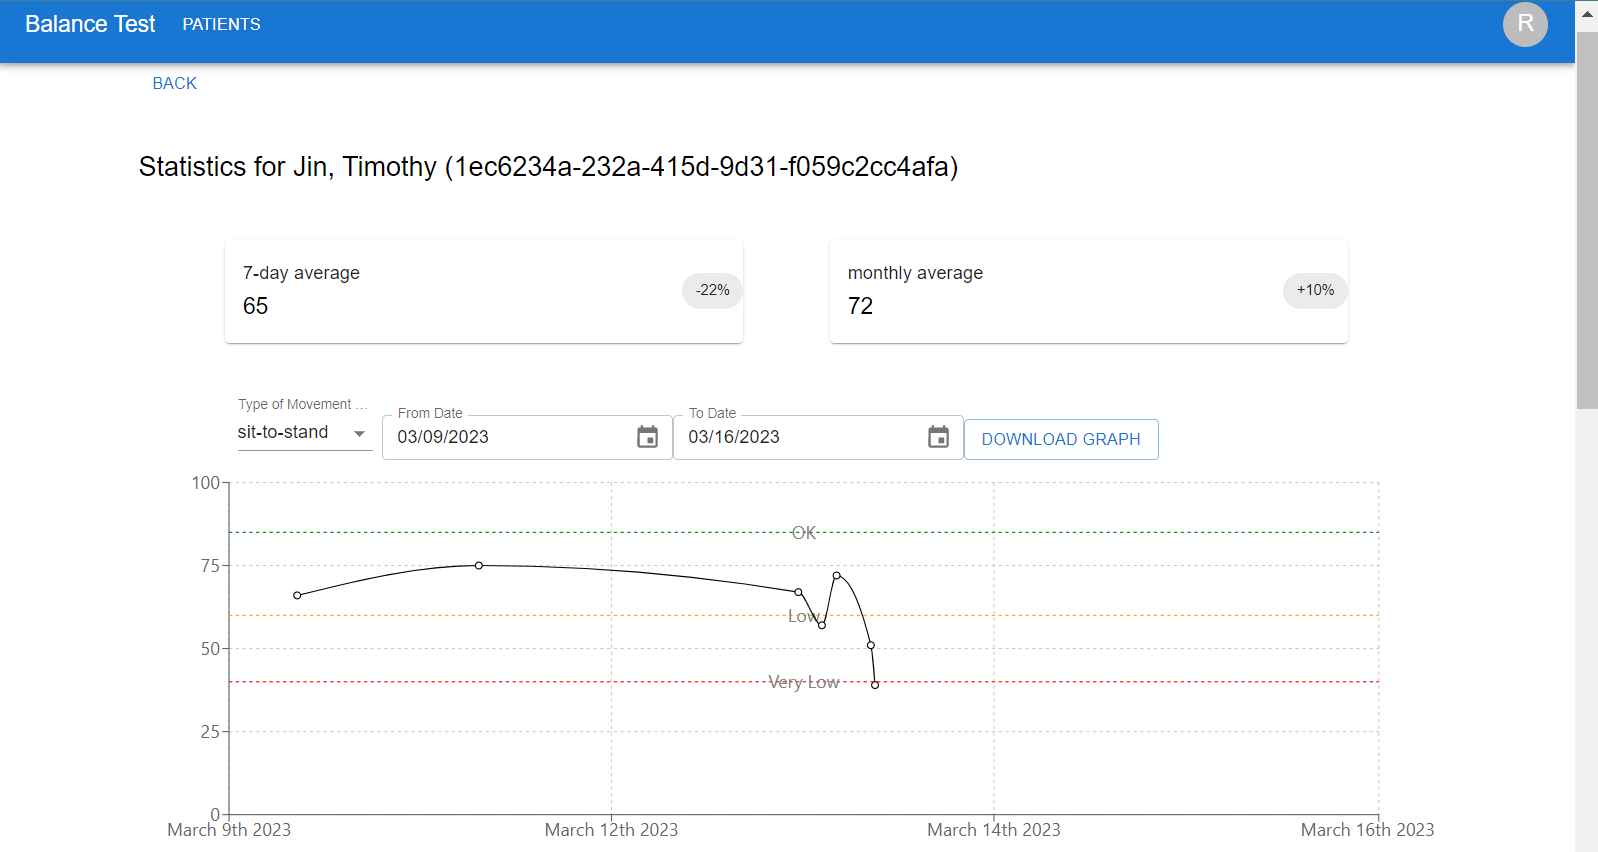 Balance Test PATIENTS R
BACK
Statistics for Jin, Timothy (1ec6234a-232a-415d-9d31-f059c2cc4afa)
7-day average
65
-22%
monthly average
72
+10%
Type of Movement ...
sit-to-stand
From Date
03/09/2023
To Date
03/16/2023
DOWNLOAD GRAPH
100
OK
75
Low
50
Very Low
25
0
March 9th 2023 March 12th 2023 March 14th 2023 March 16th 2023